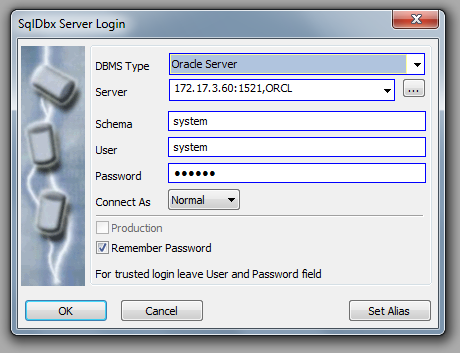 SqlDbx Server Login
DBMS Type Oracle Server
Server 172.17.3.60:1521,ORCL ...
Schema system
User system
Password ••••••
Connect As Normal
Production
Remember Password
For trusted login leave User and Password field
OK Cancel Set Alias